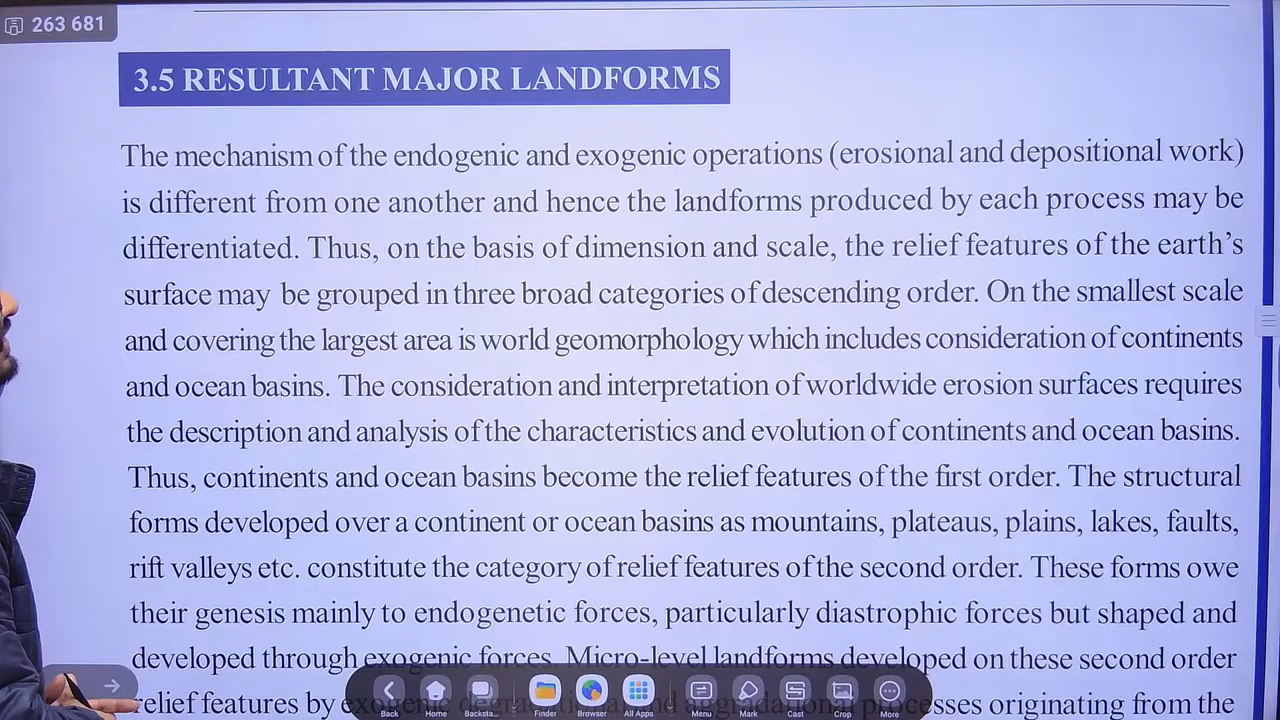 263 681
3.5 RESULTANT MAJOR LANDFORMS
The mechanism of the endogenic and exogenic operations (erosional and depositional work)
is different from one another and hence the landforms produced by each process may be
differentiated. Thus, on the basis of dimension and scale, the relief features of the earth's
surface may be grouped in three broad categories of descending order. On the smallest scale
and covering the largest area is world geomorphology which includes consideration of continents
and ocean basins. The consideration and interpretation of worldwide erosion surfaces requires
the description and analysis of the characteristics and evolution of continents and ocean basins.
Thus, continents and ocean basins become the relief features of the first order. The structural
forms developed over a continent or ocean basins as mountains, plateaus, plains, lakes, faults,
rift valleys etc. constitute the category of relief features of the second order. These forms owe
their genesis mainly to endogenetic forces, particularly diastrophic forces but shaped and
developed through exogenic forces. Micro-level landforms developed on these second order
relief features by exogenic and aggradational processes originating from the
Back Home Backsta... Finder Browser All Apps Menu Mark Cast Crop More